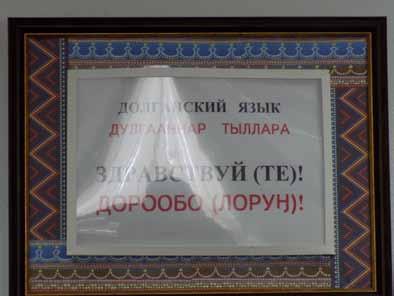 ДОЛГАНСКИЙ ЯЗЫК
ДУЛГААННАР ТЫЛЛАРА
ЗДРАВСТВУЙ (ТЕ)!
ДОРООБО (ЛОРУН)!